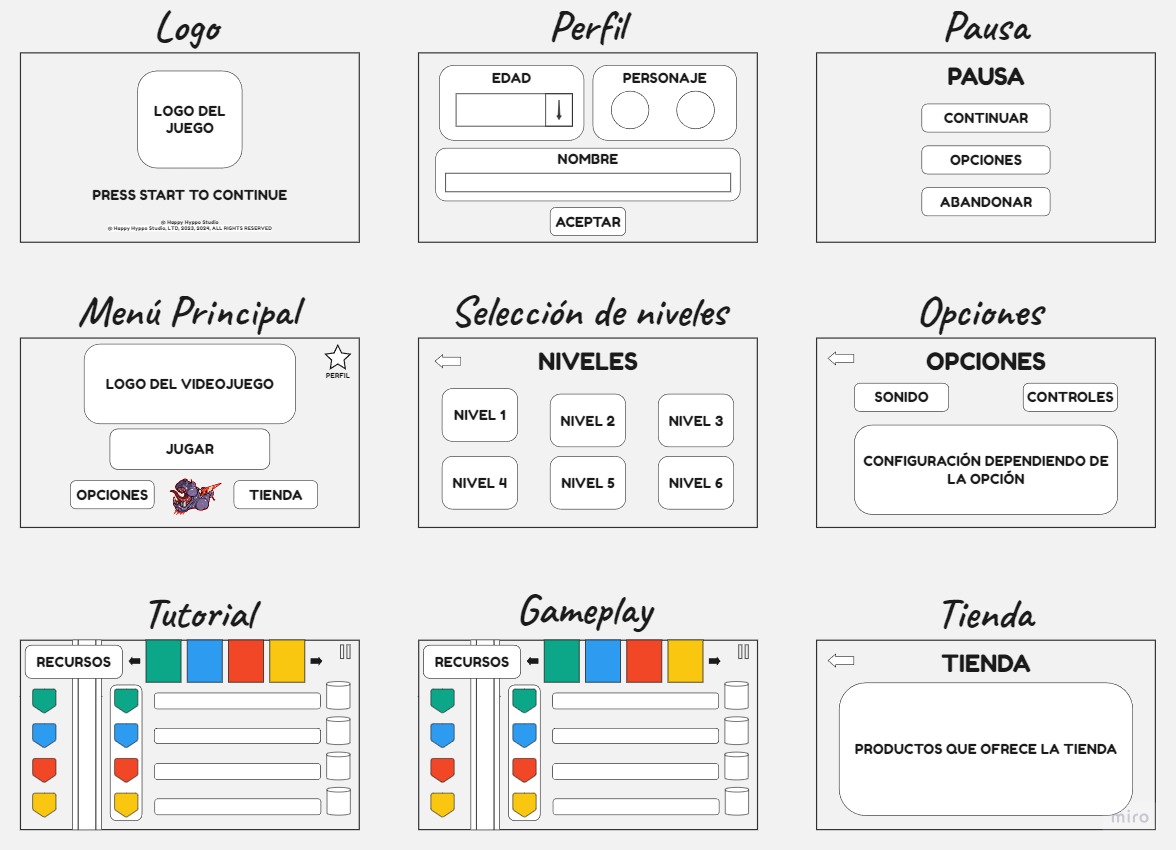 Logo
LOGO DEL
JUEGO
PRESS START TO CONTINUE
© Happy Hyppo Studio
© Happy Hyppo Studio, LTD, 2023, 2024, ALL RIGHTS RESERVED
Perfil
EDAD
PERSONAJE
NOMBRE
ACEPTAR
Pausa
PAUSA
CONTINUAR
OPCIONES
ABANDONAR
Menú Principal
LOGO DEL VIDEOJUEGO
PERFIL
JUGAR
OPCIONES
TIENDA
Selección de niveles
NIVELES
NIVEL 1
NIVEL 2
NIVEL 3
NIVEL 4
NIVEL 5
NIVEL 6
Opciones
OPCIONES
SONIDO
CONTROLES
CONFIGURACIÓN DEPENDIENDO DE
LA OPCIÓN
Tutorial
RECURSOS
Gameplay
RECURSOS
Tienda
TIENDA
PRODUCTOS QUE OFRECE LA TIENDA
miro